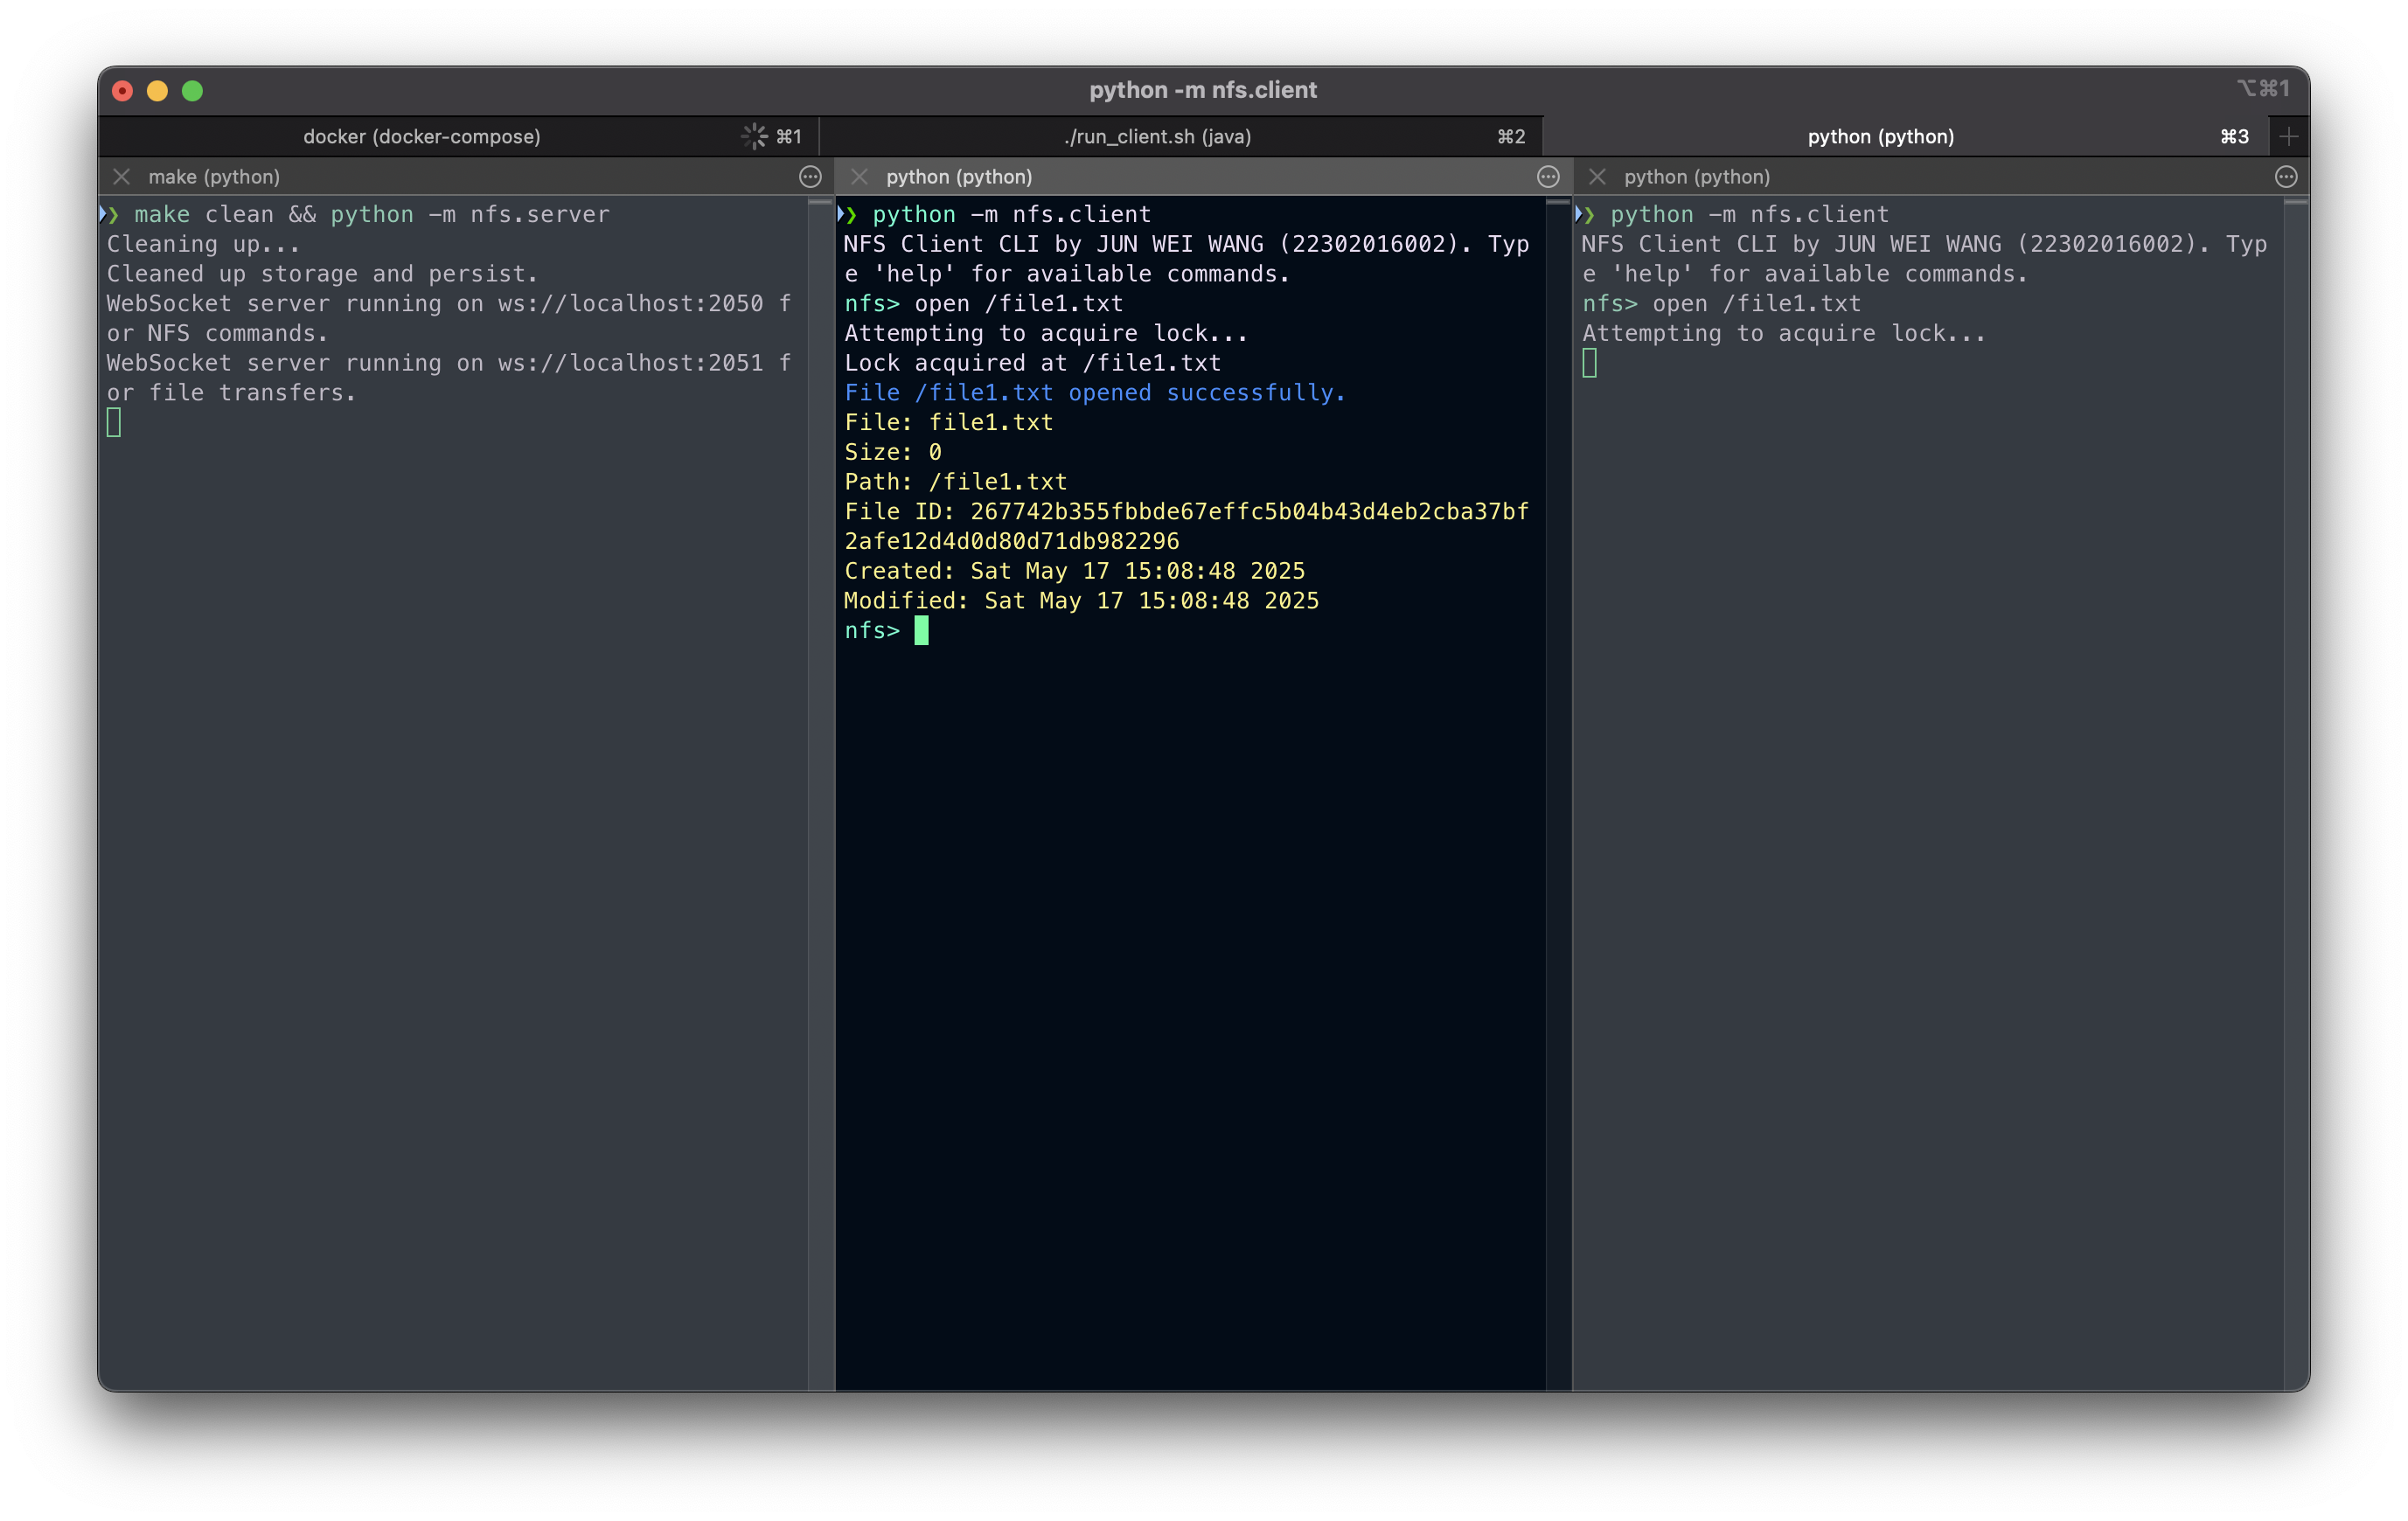 python -m nfs.client
⌥⌘1
docker (docker-compose)
⌘1
./run_client.sh (java)
⌘2
python (python)
⌘3
make (python)
❯ make clean && python -m nfs.server
Cleaning up...
Cleaned up storage and persist.
WebSocket server running on ws://localhost:2050 f
or NFS commands.
WebSocket server running on ws://localhost:2051 f
or file transfers.
python (python)
❯ python -m nfs.client
NFS Client CLI by JUN WEI WANG (22302016002). Typ
e 'help' for available commands.
nfs> open /file1.txt
Attempting to acquire lock...
Lock acquired at /file1.txt
File /file1.txt opened successfully.
File: file1.txt
Size: 0
Path: /file1.txt
File ID: 267742b355fbbde67effc5b04b43d4eb2cba37bf
2afe12d4d0d80d71db982296
Created: Sat May 17 15:08:48 2025
Modified: Sat May 17 15:08:48 2025
nfs>
python (python)
❯ python -m nfs.client
NFS Client CLI by JUN WEI WANG (22302016002). Typ
e 'help' for available commands.
nfs> open /file1.txt
Attempting to acquire lock...